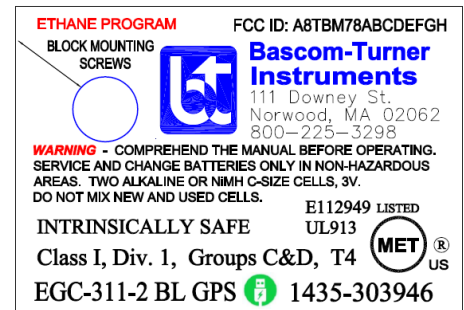 ETHANE PROGRAM
FCC ID: A8TBM78ABCDEFGH
BLOCK MOUNTING
SCREWS
bt
Bascom-Turner
Instruments
111 Downey St.
Norwood, MA 02062
800-225-3298
WARNING - COMPREHEND THE MANUAL BEFORE OPERATING.
SERVICE AND CHANGE BATTERIES ONLY IN NON-HAZARDOUS
AREAS. TWO ALKALINE OR NiMH C-SIZE CELLS, 3V.
DO NOT MIX NEW AND USED CELLS.
E112949 LISTED
INTRINSICALLY SAFE
UL913
Class I, Div. 1, Groups C&D, T4
MET ®
US
EGC-311-2 BL GPS 1435-303946